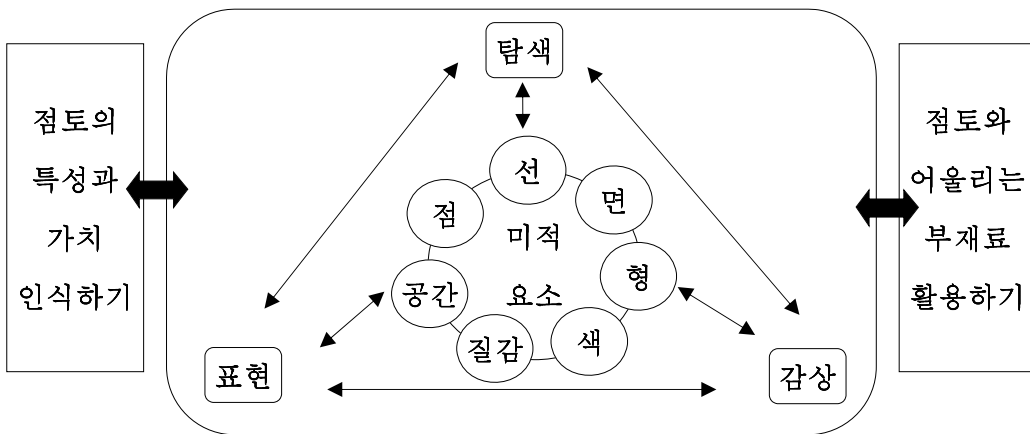 탐색
점토의
특성과
가치
인식하기
선
점
면
미적
요소
공간
형
질감
색
표현
감상
점토와
어울리는
부재료
활용하기